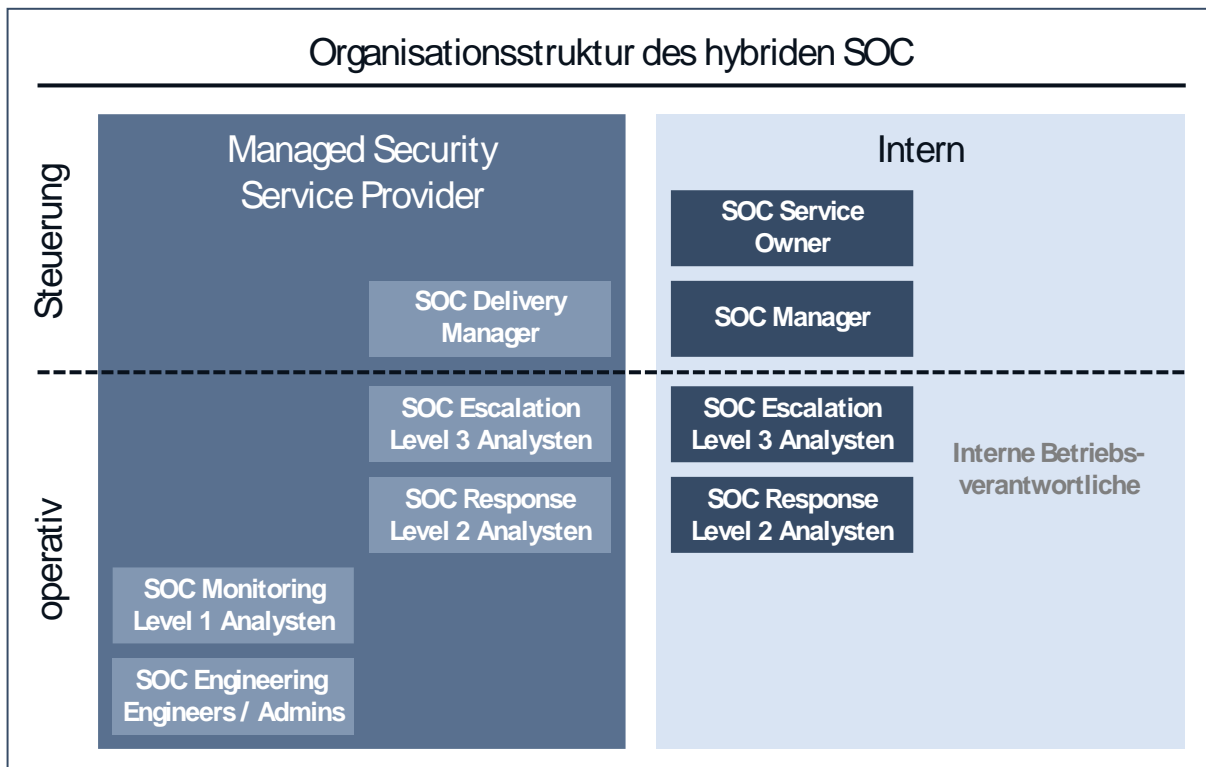 Organisationsstruktur des hybriden SOC
Steuerung
Managed Security
Service Provider
SOC Delivery
Manager
Intern
SOC Service
Owner
SOC Manager
operativ
SOC Escalation
Level 3 Analysten
SOC Response
Level 2 Analysten
SOC Monitoring
Level 1 Analysten
SOC Engineering
Engineers / Admins
SOC Escalation
Level 3 Analysten
SOC Response
Level 2 Analysten
Interne Betriebs-
verantwortliche